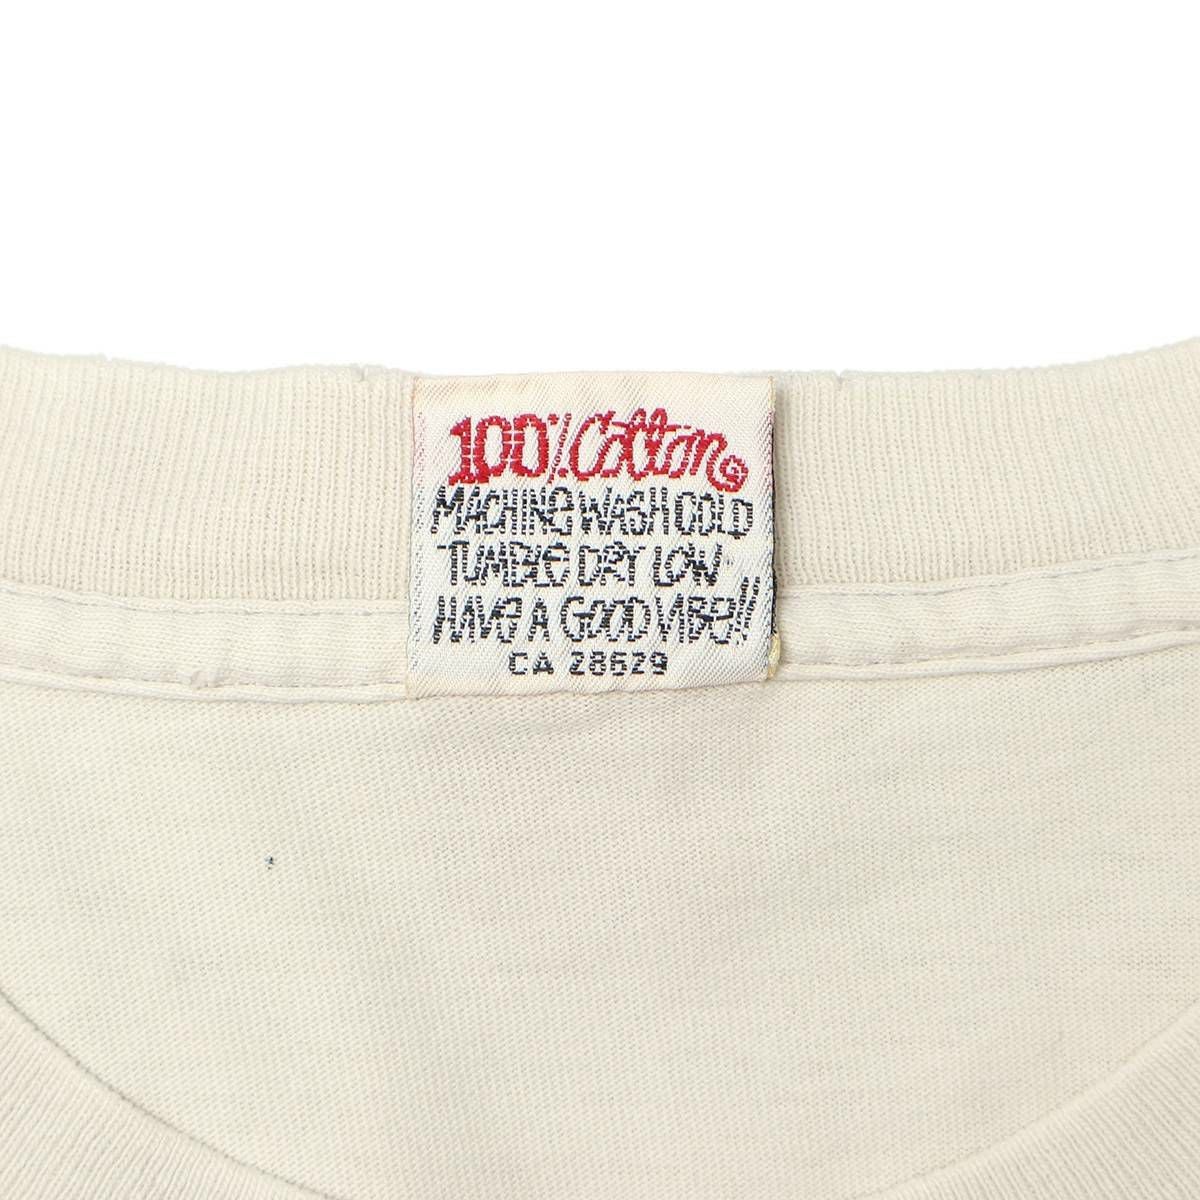 100% Cotton
MACHINE WASH COLD
TUMBLE DRY LOW
HAVE A GOOD VIBE!!!
CA 28629